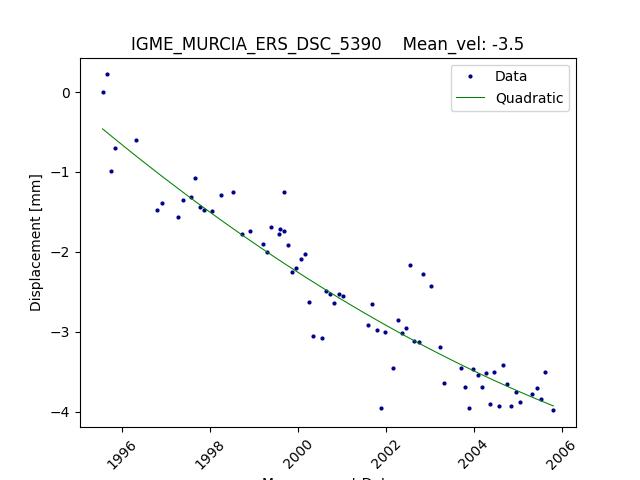 IGME_MURCIA_ERS_DSC_5390    Mean_vel: -3.5
Data
Quadratic
Displacement [mm]
0
−1
−2
−3
−4
1996
1998
2000
2002
2004
2006